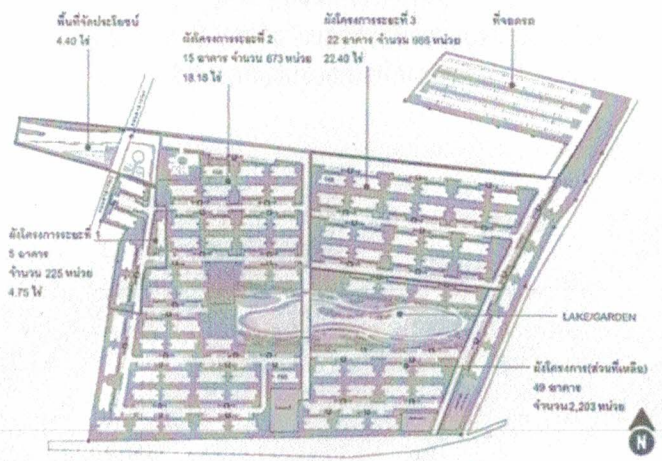 พื้นที่จัดประโยชน์
4.40 ไร่
ผังโครงการระยะที่ 2
15 อาคาร จำนวน 673 หน่วย
18.18 ไร่
ผังโครงการระยะที่ 3
22 อาคาร จำนวน 986 หน่วย
22.40 ไร่
ที่จอดรถ
ผังโครงการระยะที่ 1
5 อาคาร
จำนวน 225 หน่วย
4.75 ไร่
LAKE/GARDEN
ผังโครงการ(ส่วนที่เหลือ)
49 อาคาร
จำนวน 2,203 หน่วย
N